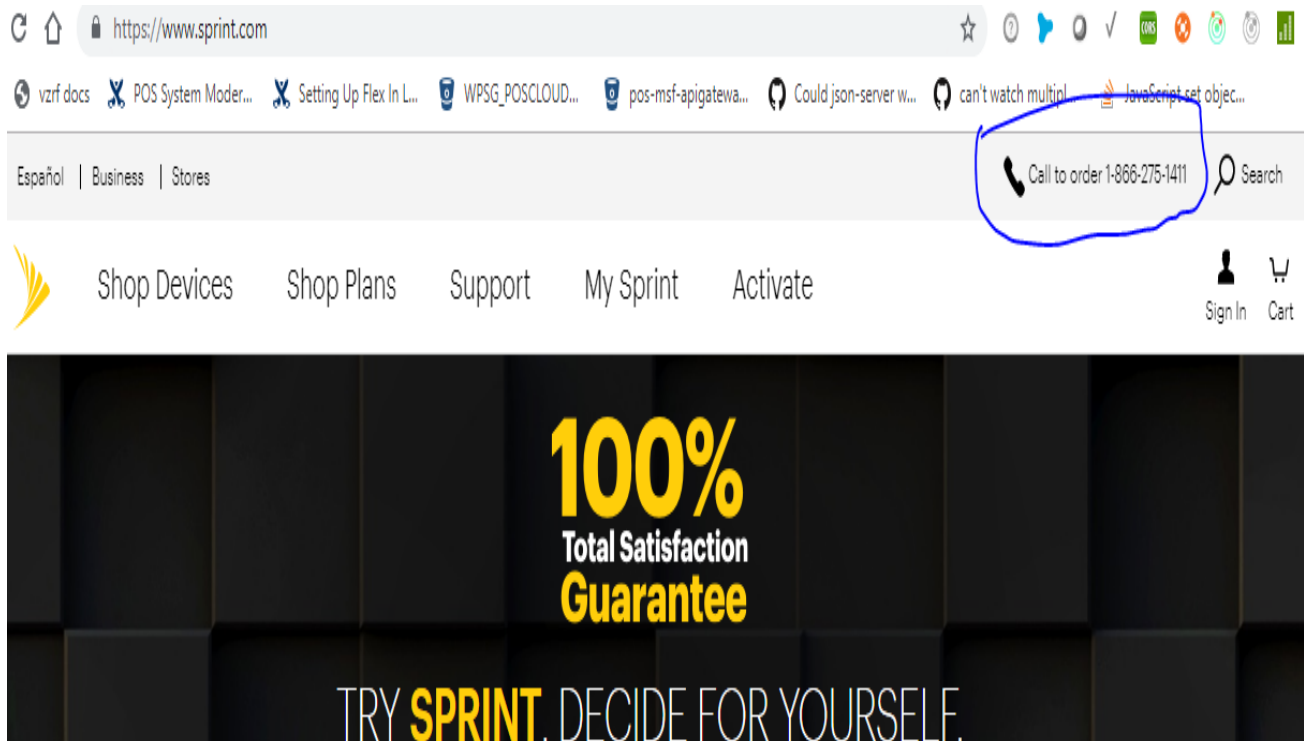 https://www.sprint.com
vzrf docs POS System Moder... Setting Up Flex In L... WPSG_POSCLOUD... pos-msf-apigatewa... Could json-server w... can't watch multipl... JavaScript set objec...
Español | Business | Stores Call to order 1-866-275-1411 Search
Shop Devices Shop Plans Support My Sprint Activate
Sign In Cart
100%
Total Satisfaction
Guarantee
TRY SPRINT. DECIDE FOR YOURSELF.